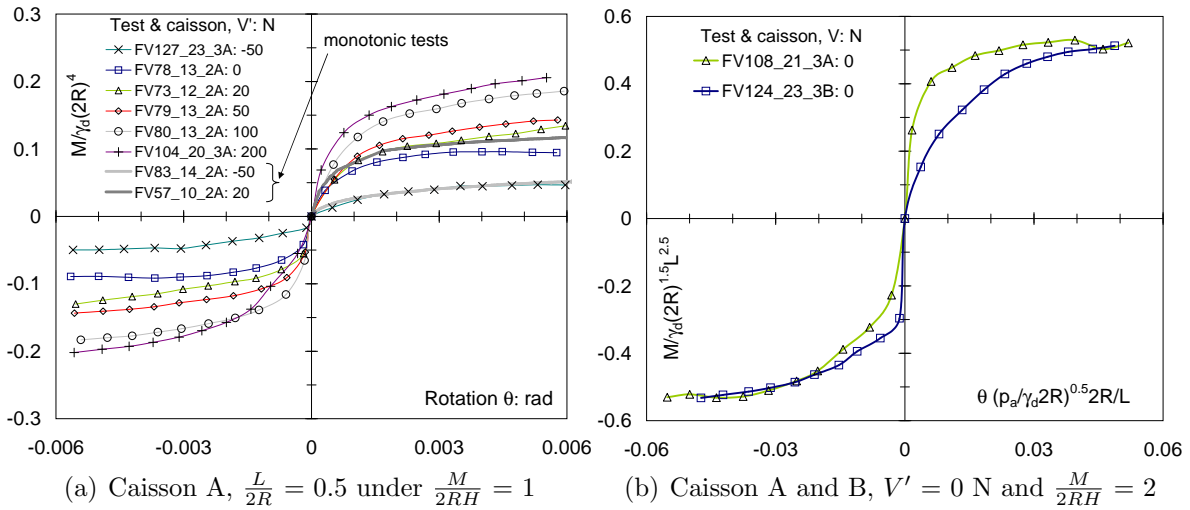 0.3
0.2
0.1
0
-0.1
-0.2
-0.3
M/γd(2R)⁴
Test & caisson, V': N
FV127_23_3A: -50
FV78_13_2A: 0
FV73_12_2A: 20
FV79_13_2A: 50
FV80_13_2A: 100
FV104_20_3A: 200
FV83_14_2A: -50
FV57_10_2A: 20
monotonic tests
Rotation θ: rad
-0.006 -0.003 0 0.003 0.006
(a) Caisson A, L/2R = 0.5 under M/2RH = 1
0.6
0.4
0.2
0
-0.2
-0.4
-0.6
Test & caisson, V: N
FV108_21_3A: 0
FV124_23_3B: 0
M/γd(2R)^1.5L^2.5
θ (pa/γd2R)^0.5 2R/L
-0.06 -0.03 0 0.03 0.06
(b) Caisson A and B, V' = 0 N and M/2RH = 2